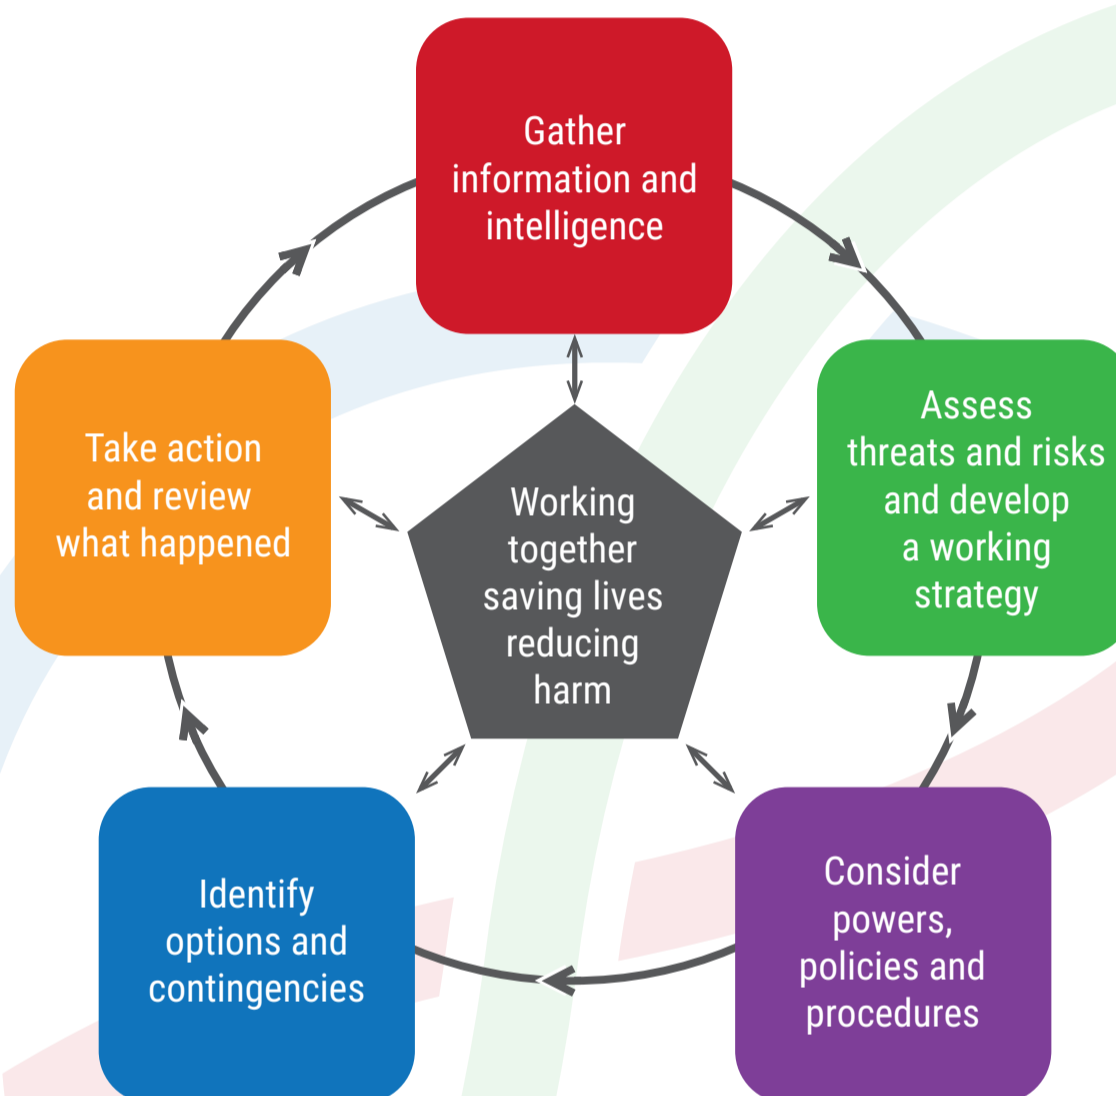 Gather
information and
intelligence
Assess
threats and risks
and develop
a working
strategy
Consider
powers,
policies and
procedures
Identify
options and
contingencies
Take action
and review
what happened
Working
together
saving lives
reducing
harm